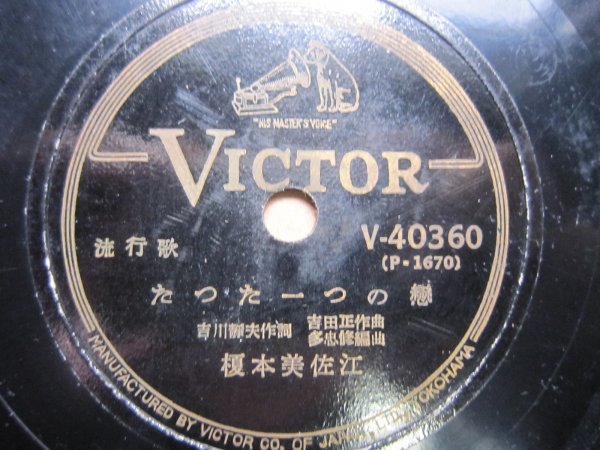 "HIS MASTER'S VOICE"
VICTOR
流行歌
V-40360
(P-1670)
たつた一つの戀
吉川靜夫作詞
吉田正作曲
多忠修編曲
榎本美佐江
MANUFACTURED BY VICTOR CO. OF JAPAN, LTD. YOKOHAMA